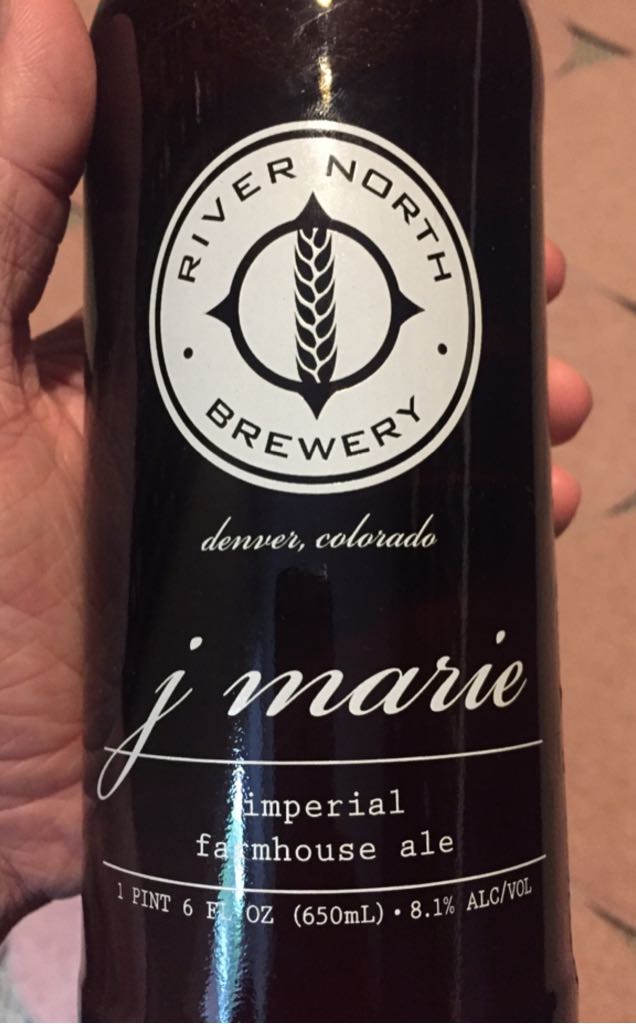 RIVER NORTH
BREWERY
denver, colorado
j marie
imperial
farmhouse ale
1 PINT 6 FL OZ (650mL) • 8.1% ALC/VOL